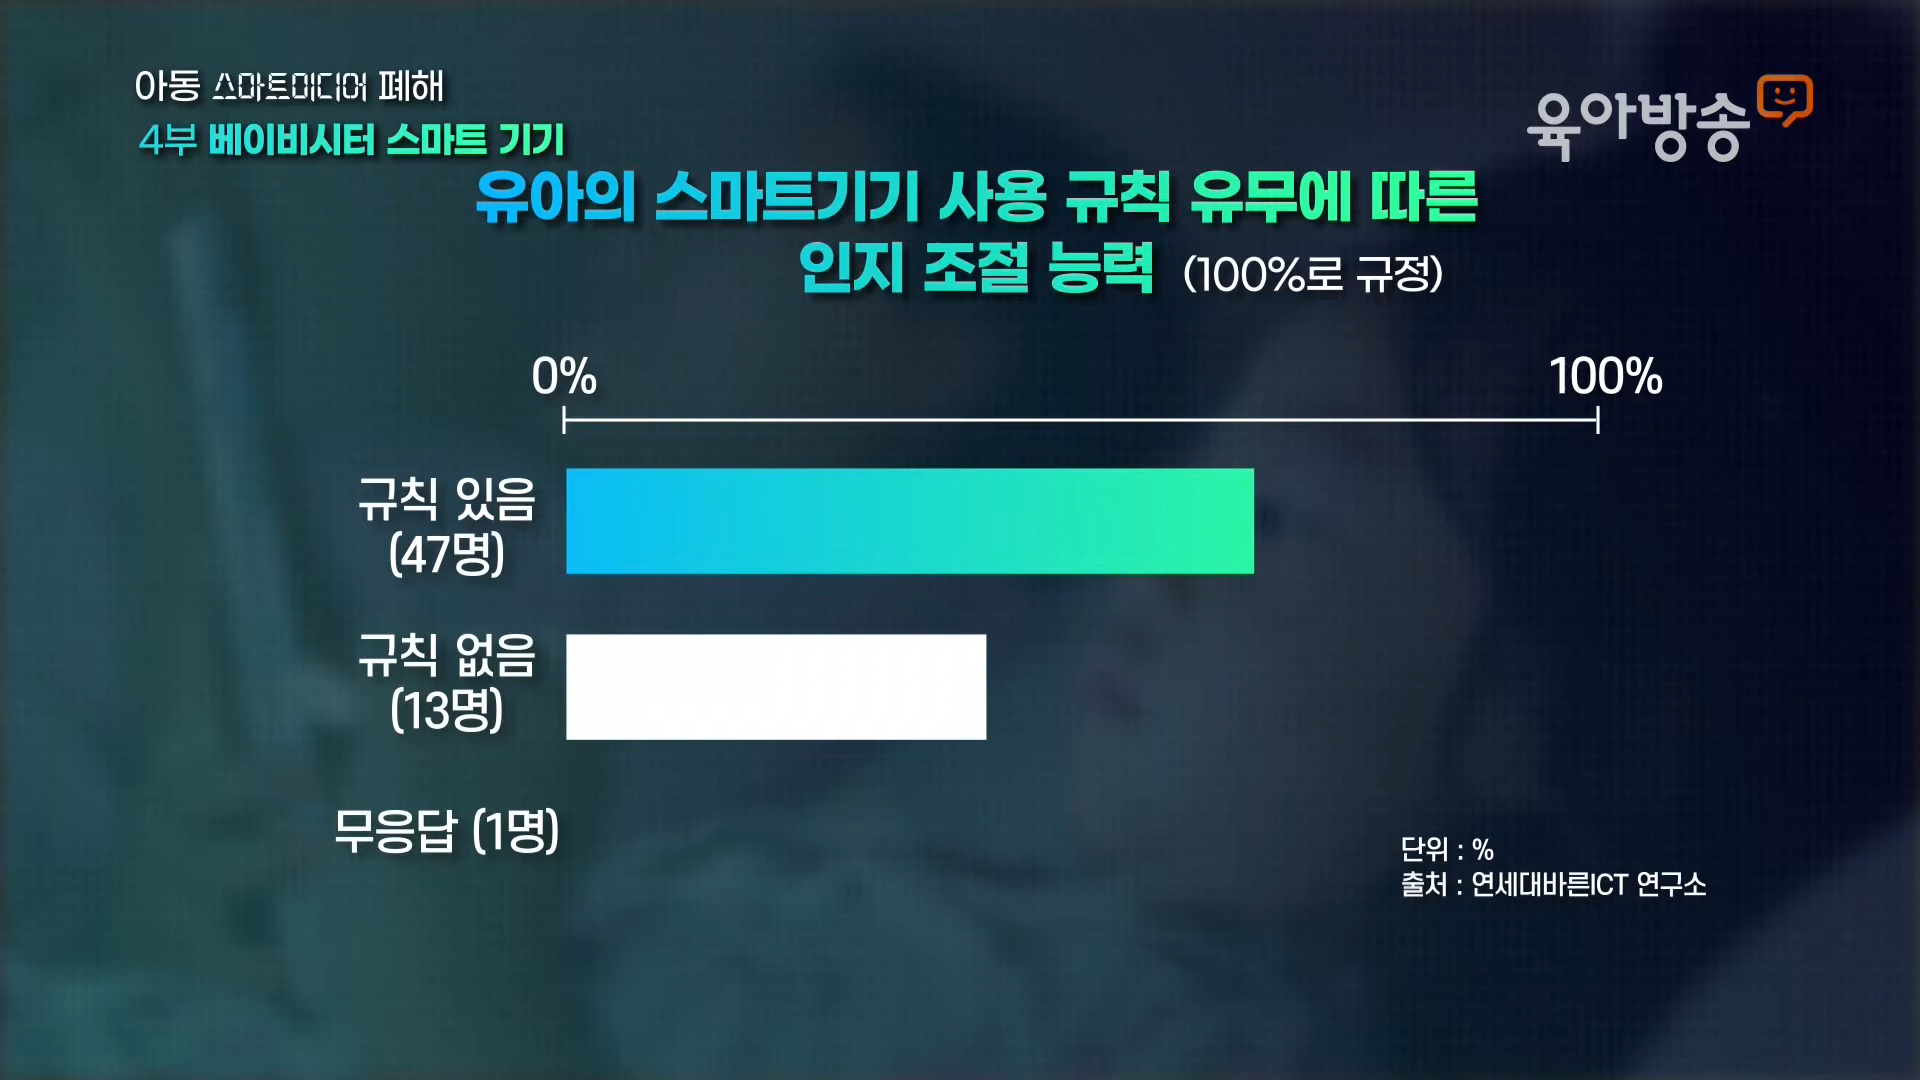 아동 스마트미디어 폐해
4부 베이비시터 스마트 기기
육아방송
유아의 스마트기기 사용 규칙 유무에 따른
인지 조절 능력 (100%로 규정)
0% 100%
규칙 있음
(47명)
규칙 없음
(13명)
무응답 (1명)
단위 : %
출처 : 연세대바른ICT 연구소